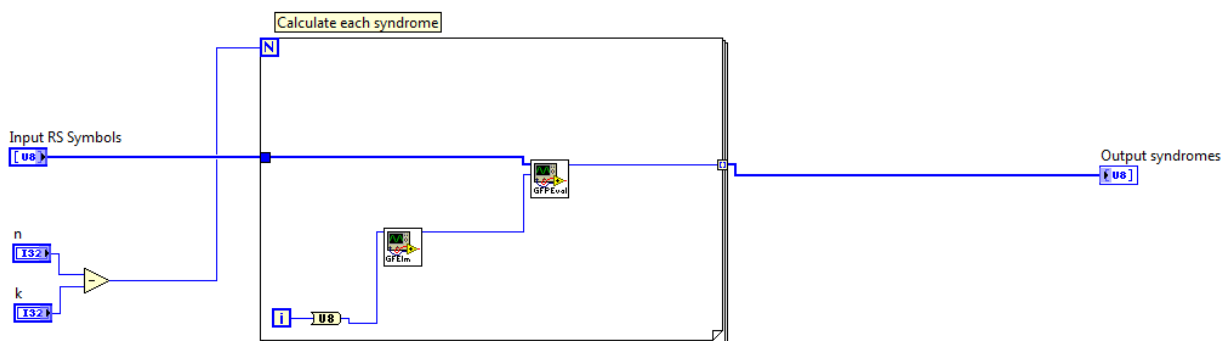 Calculate each syndrome
N
Input RS Symbols
[U8]
GFPEval
Output syndromes
[U8]
n
I32
GFElm
k
I32
i
U8